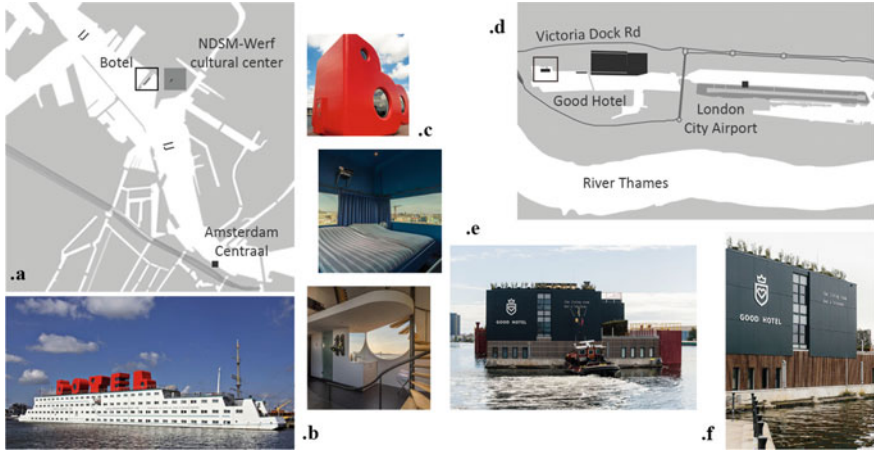 Botel
NDSM-Werf
cultural center
Amsterdam
Centraal
.a
BOTEL
.b
.c
.d
Victoria Dock Rd
Good Hotel
London
City Airport
River Thames
.e
GOOD HOTEL
GOOD HOTEL
.f